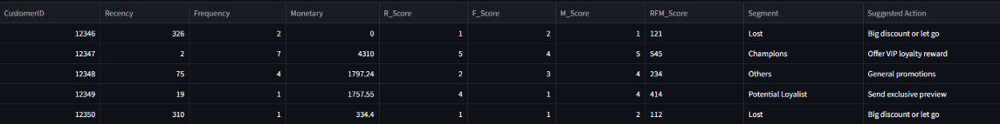 CustomerID Recency Frequency Monetary R_Score F_Score M_Score RFM_Score Segment Suggested Action
12346 326 2 0 1 2 1 121 Lost Big discount or let go
12347 2 7 4310 5 4 5 545 Champions Offer VIP loyalty reward
12348 75 4 1797.24 2 3 4 234 Others General promotions
12349 19 1 1757.55 4 1 4 414 Potential Loyalist Send exclusive preview
12350 310 1 334.4 1 1 2 112 Lost Big discount or let go